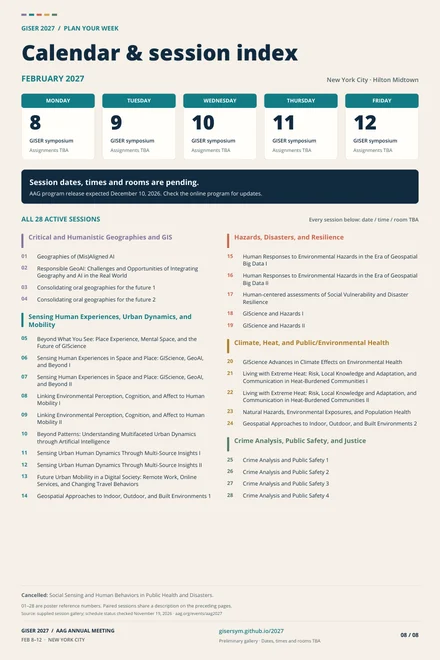 GISER 2027 / PLAN YOUR WEEK
Calendar & session index
FEBRUARY 2027
New York City · Hilton Midtown
MONDAY
8
GISER symposium
Assignments TBA
TUESDAY
9
GISER symposium
Assignments TBA
WEDNESDAY
10
GISER symposium
Assignments TBA
THURSDAY
11
GISER symposium
Assignments TBA
FRIDAY
12
GISER symposium
Assignments TBA
Session dates, times and rooms are pending.
AAG program release expected December 10, 2026. Check the online program for updates.
ALL 28 ACTIVE SESSIONS
Every session below: date / time / room TBA
Critical and Humanistic Geographies and GIS
01 Geographies of (Mis)Aligned AI
02 Responsible GeoAI: Challenges and Opportunities of Integrating
Geography and AI in the Real World
03 Consolidating oral geographies for the future 1
04 Consolidating oral geographies for the future 2
Sensing Human Experiences, Urban Dynamics, and
Mobility
05 Beyond What You See: Place Experience, Mental Space, and the
Future of GIScience
06 Sensing Human Experiences in Space and Place: GIScience, GeoAI,
and Beyond I
07 Sensing Human Experiences in Space and Place: GIScience, GeoAI,
and Beyond II
08 Linking Environmental Perception, Cognition, and Affect to Human
Mobility I
09 Linking Environmental Perception, Cognition, and Affect to Human
Mobility II
10 Beyond Patterns: Understanding Multifaceted Urban Dynamics
through Artificial Intelligence
11 Sensing Urban Human Dynamics Through Multi-Source Insights I
12 Sensing Urban Human Dynamics Through Multi-Source Insights II
13 Future Urban Mobility in a Digital Society: Remote Work, Online
Services, and Changing Travel Behaviors
14 Geospatial Approaches to Indoor, Outdoor, and Built Environments 1
Hazards, Disasters, and Resilience
15 Human Responses to Environmental Hazards in the Era of Geospatial
Big Data I
16 Human Responses to Environmental Hazards in the Era of Geospatial
Big Data II
17 Human-centered assessments of Social Vulnerability and Disaster
Resilience
18 GIScience and Hazards I
19 GIScience and Hazards II
Climate, Heat, and Public/Environmental Health
20 GIScience Advances in Climate Effects on Environmental Health
21 Living with Extreme Heat: Risk, Local Knowledge and Adaptation, and
Communication in Heat-Burdened Communities I
22 Living with Extreme Heat: Risk, Local Knowledge and Adaptation, and
Communication in Heat-Burdened Communities II
23 Natural Hazards, Environmental Exposures, and Population Health
24 Geospatial Approaches to Indoor, Outdoor, and Built Environments 2
Crime Analysis, Public Safety, and Justice
25 Crime Analysis and Public Safety 1
26 Crime Analysis and Public Safety 2
27 Crime Analysis and Public Safety 3
28 Crime Analysis and Public Safety 4
Cancelled: Social Sensing and Human Behaviors in Public Health and Disasters.
01–28 are poster reference numbers. Paired sessions share a description on the preceding pages.
Source: supplied session gallery; schedule status checked November 19, 2026 · aag.org/events/aag2027
GISER 2027 / AAG ANNUAL MEETING
FEB 8–12 · NEW YORK CITY
gisersym.github.io/2027
Preliminary gallery · Dates, times and rooms TBA
08 / 08